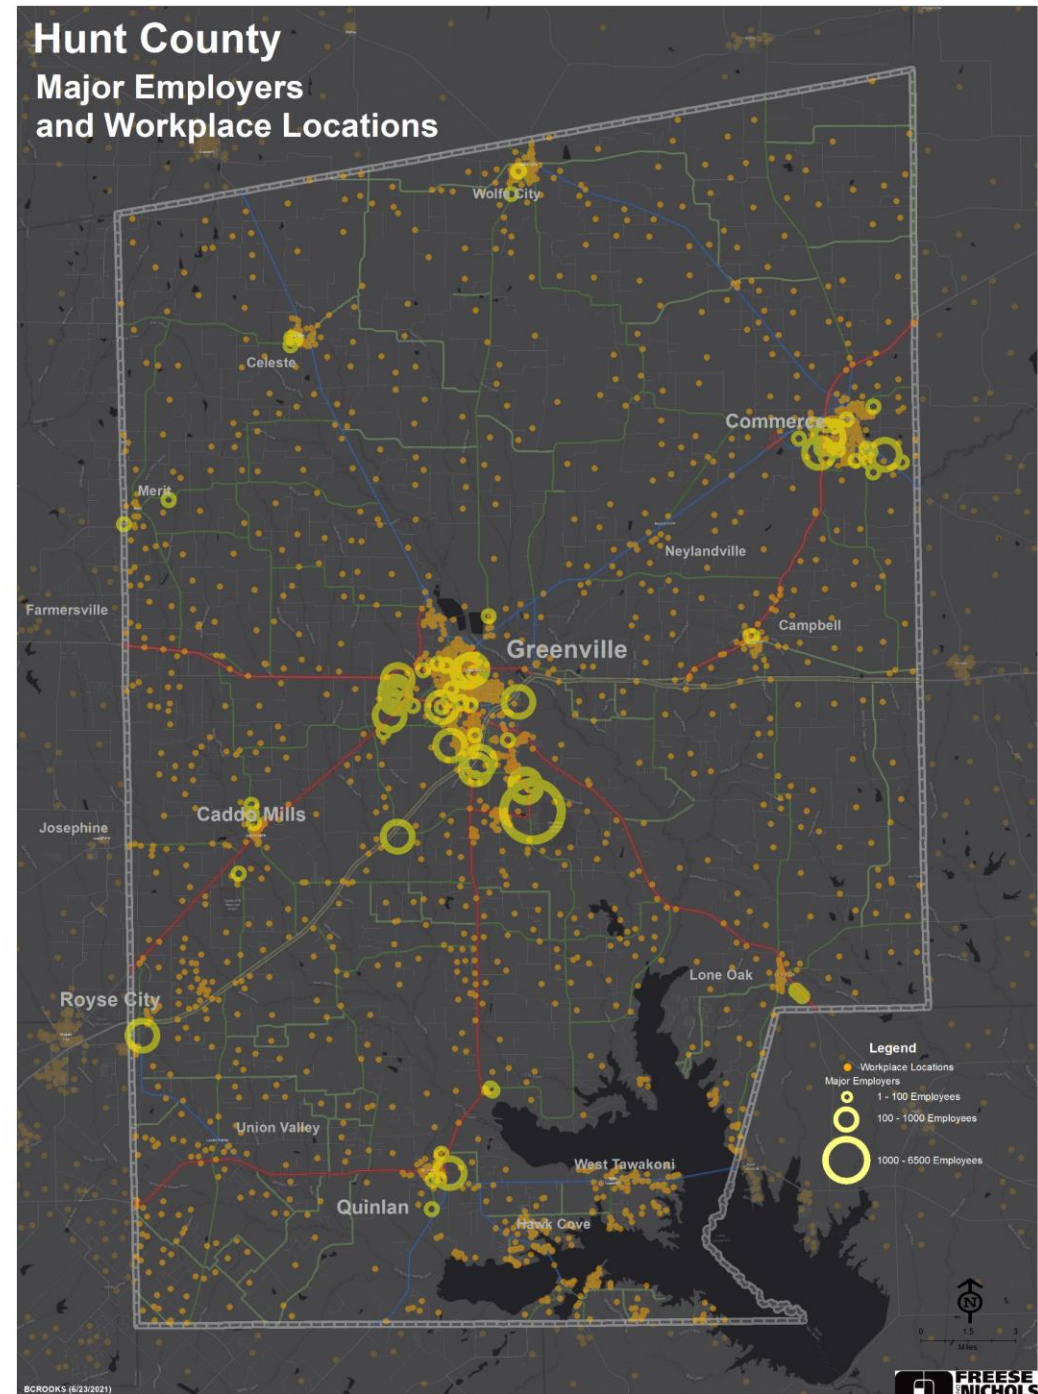 Hunt County
Major Employers
and Workplace Locations
Wolfe City
Celeste
Commerce
Merit
Neylandville
Farmersville
Campbell
Greenville
Caddo Mills
Josephine
Lone Oak
Royse City
Legend
Workplace Locations
Major Employers
1 - 100 Employees
100 - 1000 Employees
1000 - 6500 Employees
Union Valley
West Tawakoni
Quinlan
Hawk Cove
N
0 1.5 3
Miles
BCROOKS (6/23/2021)
FREESE
NICHOLS